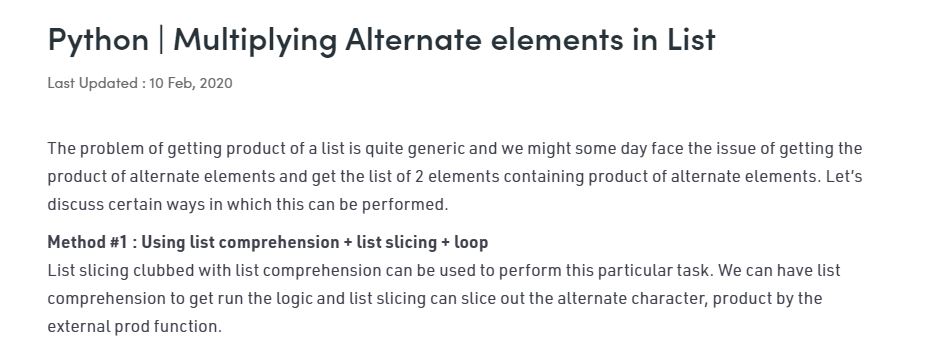 Python | Multiplying Alternate elements in List
Last Updated : 10 Feb, 2020
The problem of getting product of a list is quite generic and we might some day face the issue of getting the
product of alternate elements and get the list of 2 elements containing product of alternate elements. Let's
discuss certain ways in which this can be performed.
Method #1 : Using list comprehension + list slicing + loop
List slicing clubbed with list comprehension can be used to perform this particular task. We can have list
comprehension to get run the logic and list slicing can slice out the alternate character, product by the
external prod function.